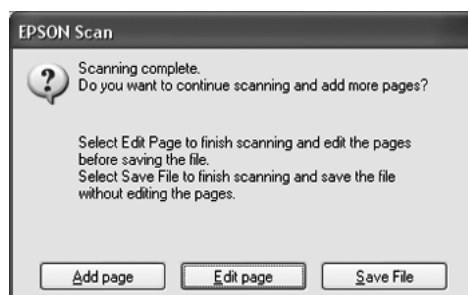 EPSON Scan
Scanning complete.
Do you want to continue scanning and add more pages?
Select Edit Page to finish scanning and edit the pages
before saving the file.
Select Save File to finish scanning and save the file
without editing the pages.
Add page Edit page Save File